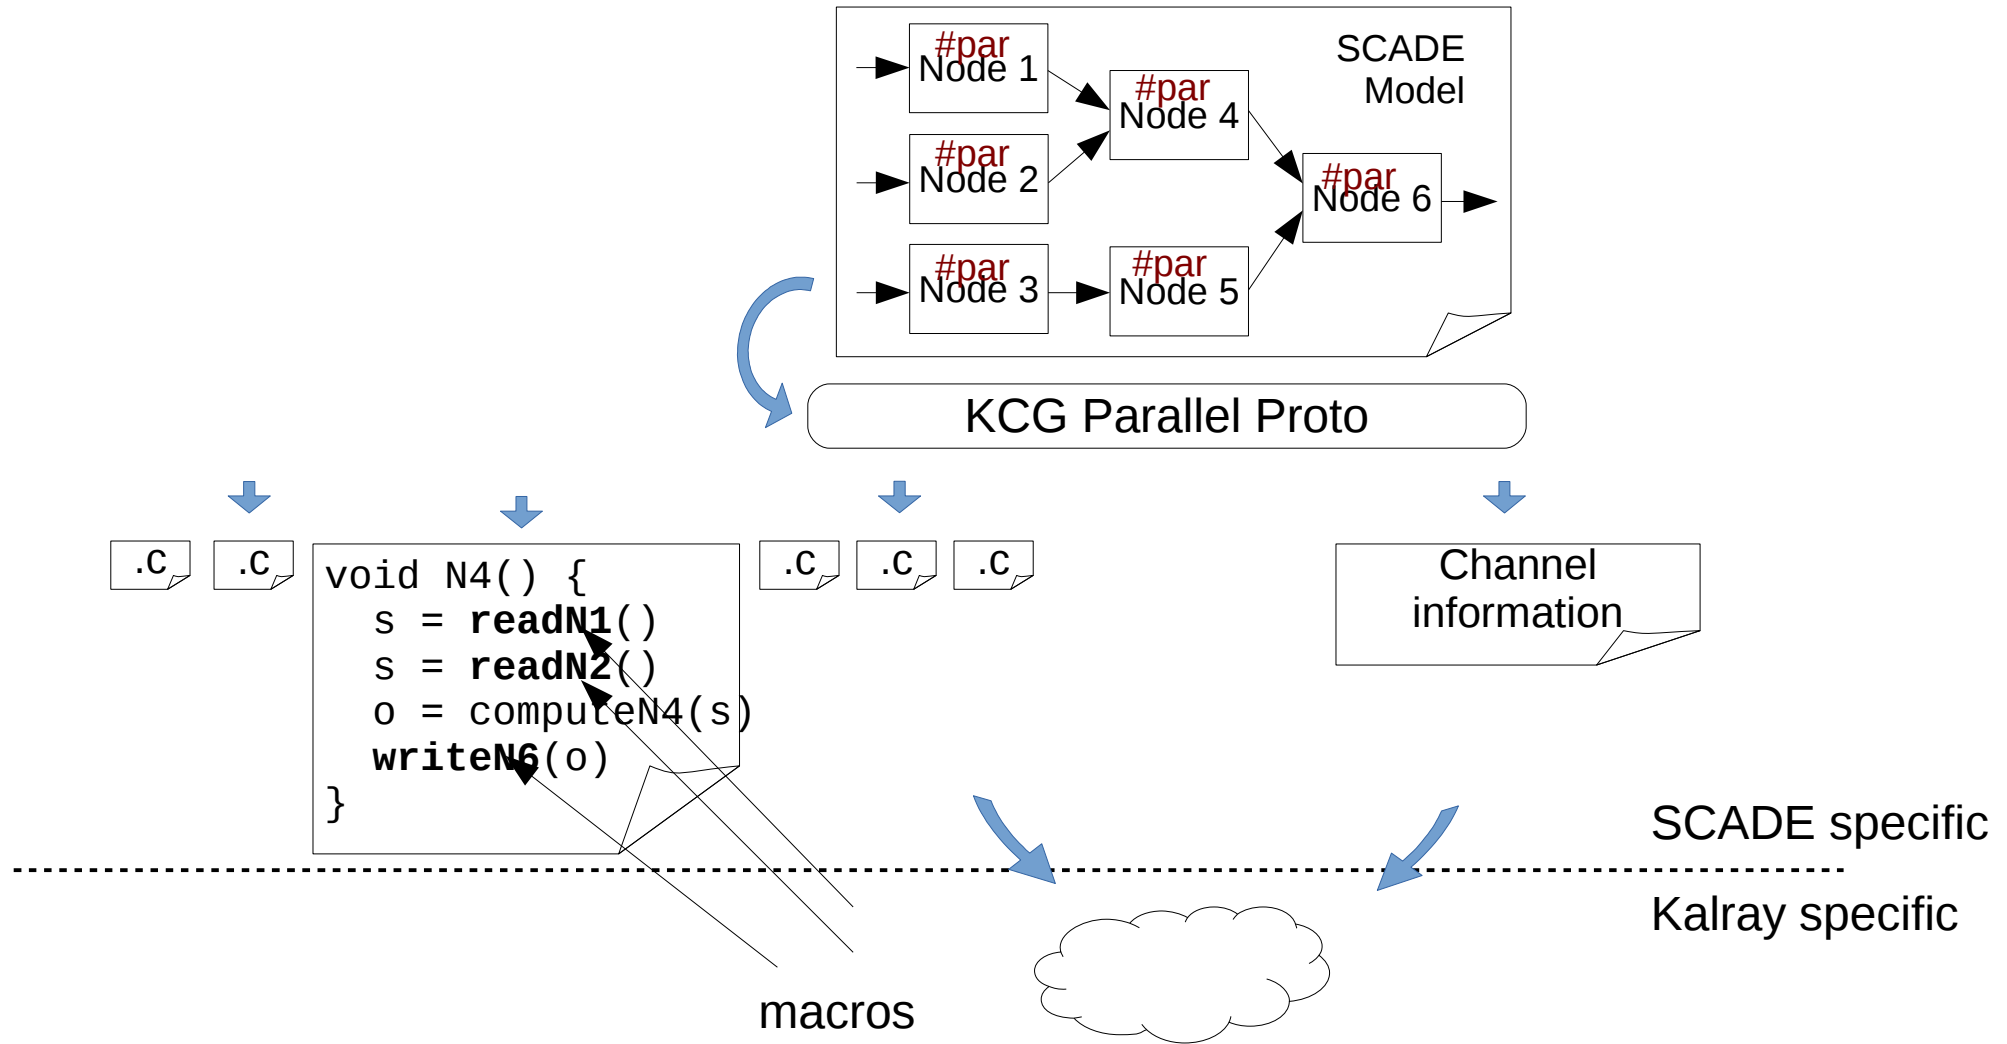 #par
Node 1
SCADE
Model
#par
Node 4
#par
Node 2
#par
Node 6
#par
Node 3
#par
Node 5
KCG Parallel Proto
.c
.c
void N4() {
s = readN1()
s = readN2()
o = computeN4(s)
writeN6(o)
}
.c
.c
.c
Channel
information
SCADE specific
Kalray specific
macros